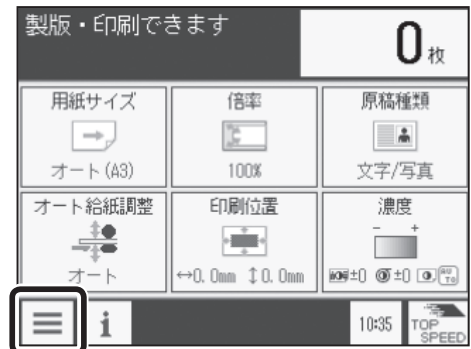 製版・印刷できます
0枚
用紙サイズ
オート(A3)
倍率
100%
原稿種類
文字/写真
オート給紙調整
オート
印刷位置
↔0.0mm ↕0.0mm
濃度
- +
±0 ±0 AUTO
i
10:35
TOP
SPEED